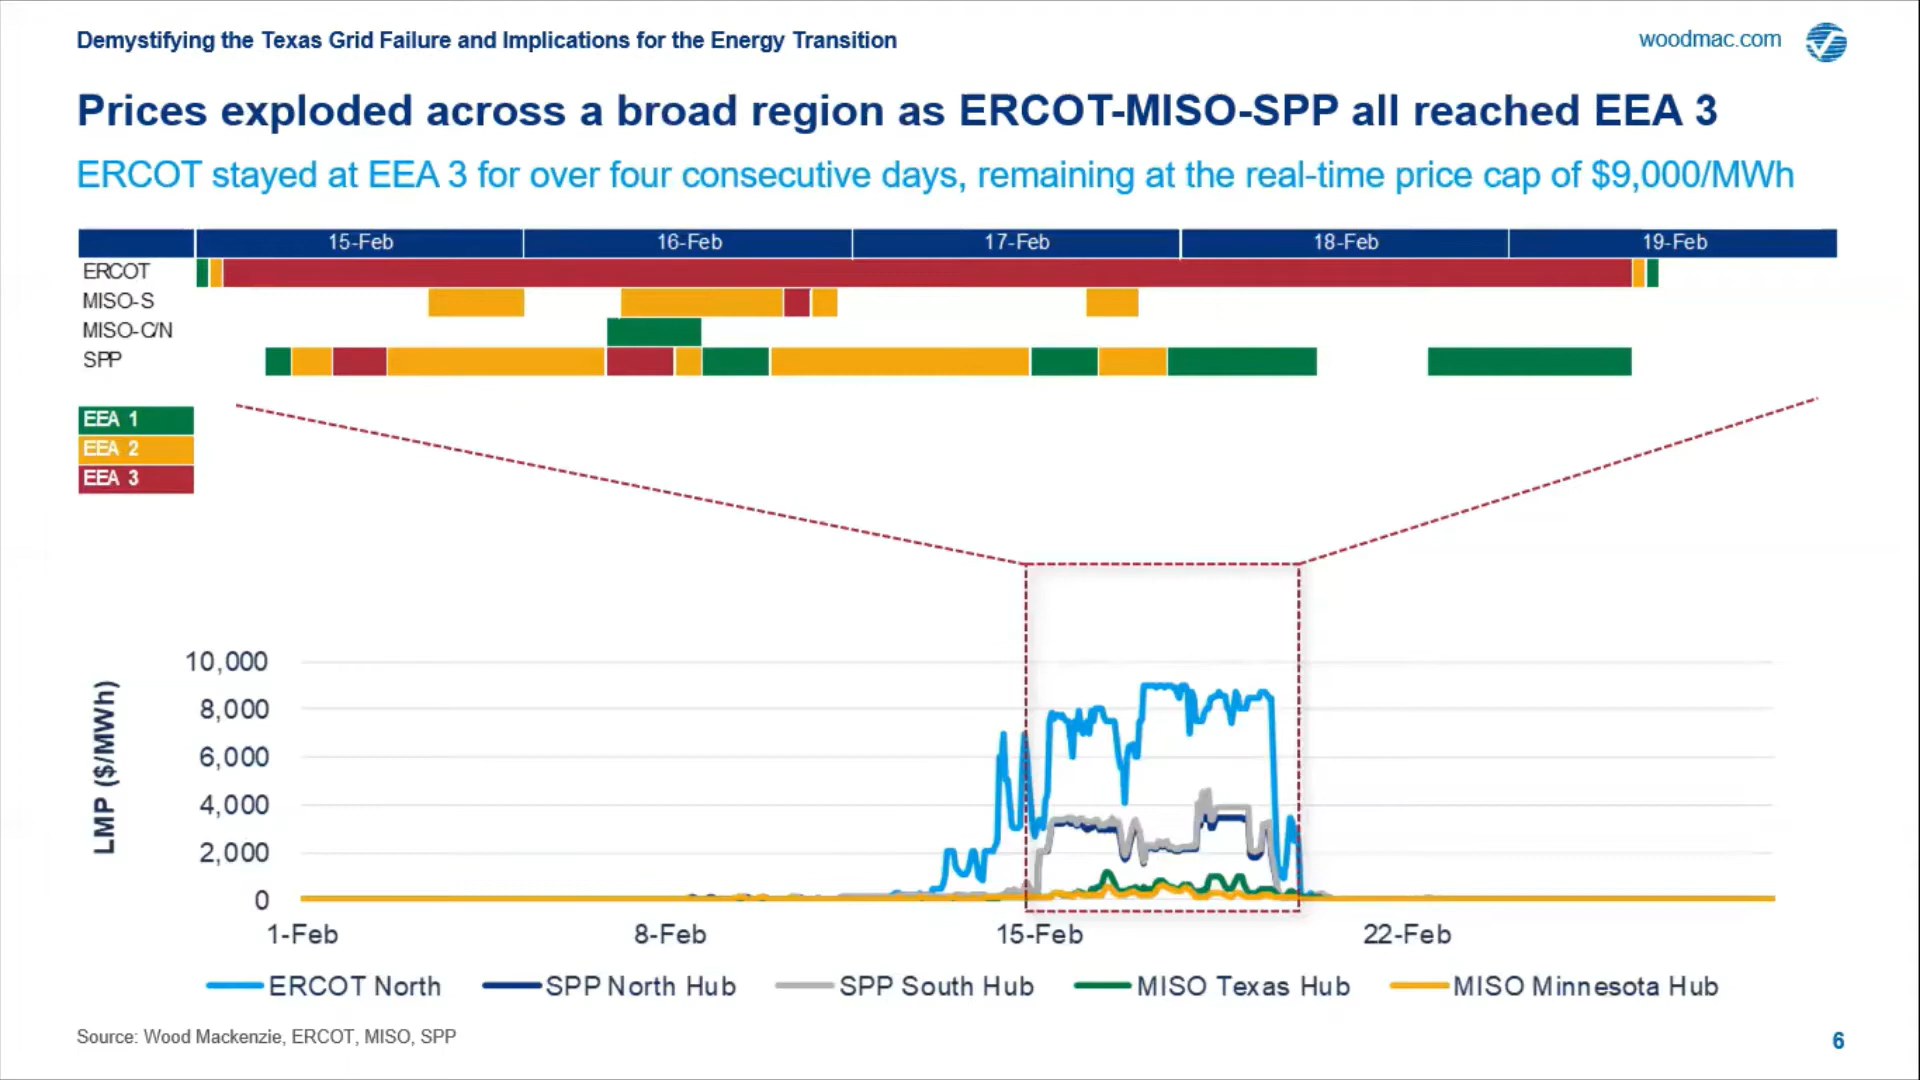 Demystifying the Texas Grid Failure and Implications for the Energy Transition
woodmac.com
Prices exploded across a broad region as ERCOT-MISO-SPP all reached EEA 3
ERCOT stayed at EEA 3 for over four consecutive days, remaining at the real-time price cap of $9,000/MWh
15-Feb 16-Feb 17-Feb 18-Feb 19-Feb
ERCOT
MISO-S
MISO-C/N
SPP
EEA 1
EEA 2
EEA 3
LMP ($/MWh)
10,000
8,000
6,000
4,000
2,000
0
1-Feb 8-Feb 15-Feb 22-Feb
ERCOT North SPP North Hub SPP South Hub MISO Texas Hub MISO Minnesota Hub
Source: Wood Mackenzie, ERCOT, MISO, SPP
6